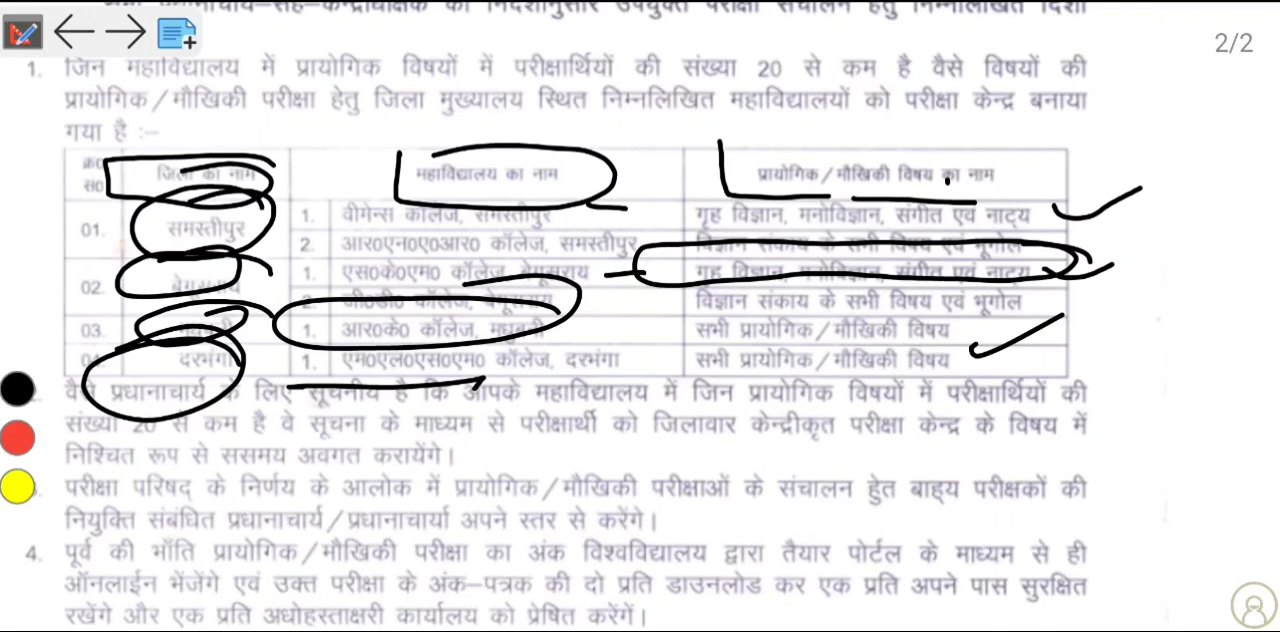 2/2
1. जिन महाविद्यालय में प्रायोगिक विषयों में परीक्षार्थियों की संख्या 20 से कम है वैसे विषयों की
प्रायोगिक/मौखिकी परीक्षा हेतु जिला मुख्यालय स्थित निम्नलिखित महाविद्यालयों को परीक्षा केन्द्र बनाया
गया है :–
सं0 जिला का नाम महाविद्यालय का नाम प्रायोगिक/मौखिकी विषय का नाम
01. समस्तीपुर 1. वीमेन्स कॉलेज, समस्तीपुर गृह विज्ञान, मनोविज्ञान, संगीत एवं नाट्य
2. आर0एन0ए0आर0 कॉलेज, समस्तीपुर विज्ञान संकाय के सभी विषय एवं भूगोल
02. 1. एस0के0एम0 कॉलेज, बेगूसराय गृह विज्ञान, मनोविज्ञान, संगीत एवं नाट्य
2. जी0डी0 कॉलेज, बेगूसराय विज्ञान संकाय के सभी विषय एवं भूगोल
03. 1. आर0के0 कॉलेज, मधुबनी सभी प्रायोगिक/मौखिकी विषय
दरभंगा 1. एम0एल0एस0एम0 कॉलेज, दरभंगा सभी प्रायोगिक/मौखिकी विषय
प्रधानाचार्य के लिए सूचनीय है कि आपके महाविद्यालय में जिन प्रायोगिक विषयों में परीक्षार्थियों की
संख्या 20 से कम है वे सूचना के माध्यम से परीक्षार्थी को जिलावार केन्द्रीकृत परीक्षा केन्द्र के विषय में
निश्चित रूप से ससमय अवगत करायेंगे।
परीक्षा परिषद् के निर्णय के आलोक में प्रायोगिक/मौखिकी परीक्षाओं के संचालन हुेत बाह्य परीक्षकों की
नियुक्ति संबंधित प्रधानाचार्य/प्रधानाचार्या अपने स्तर से करेंगे।
4. पूर्व की भाँति प्रायोगिक/मौखिकी परीक्षा का अंक विश्वविद्यालय द्वारा तैयार पोर्टल के माध्यम से ही
ऑनलाईन भेंजेंगे एवं उक्त परीक्षा के अंक–पत्रक की दो प्रति डाउनलोड कर एक प्रति अपने पास सुरक्षित
रखेंगे और एक प्रति अधोहस्ताक्षरी कार्यालय को प्रेषित करेंगें।